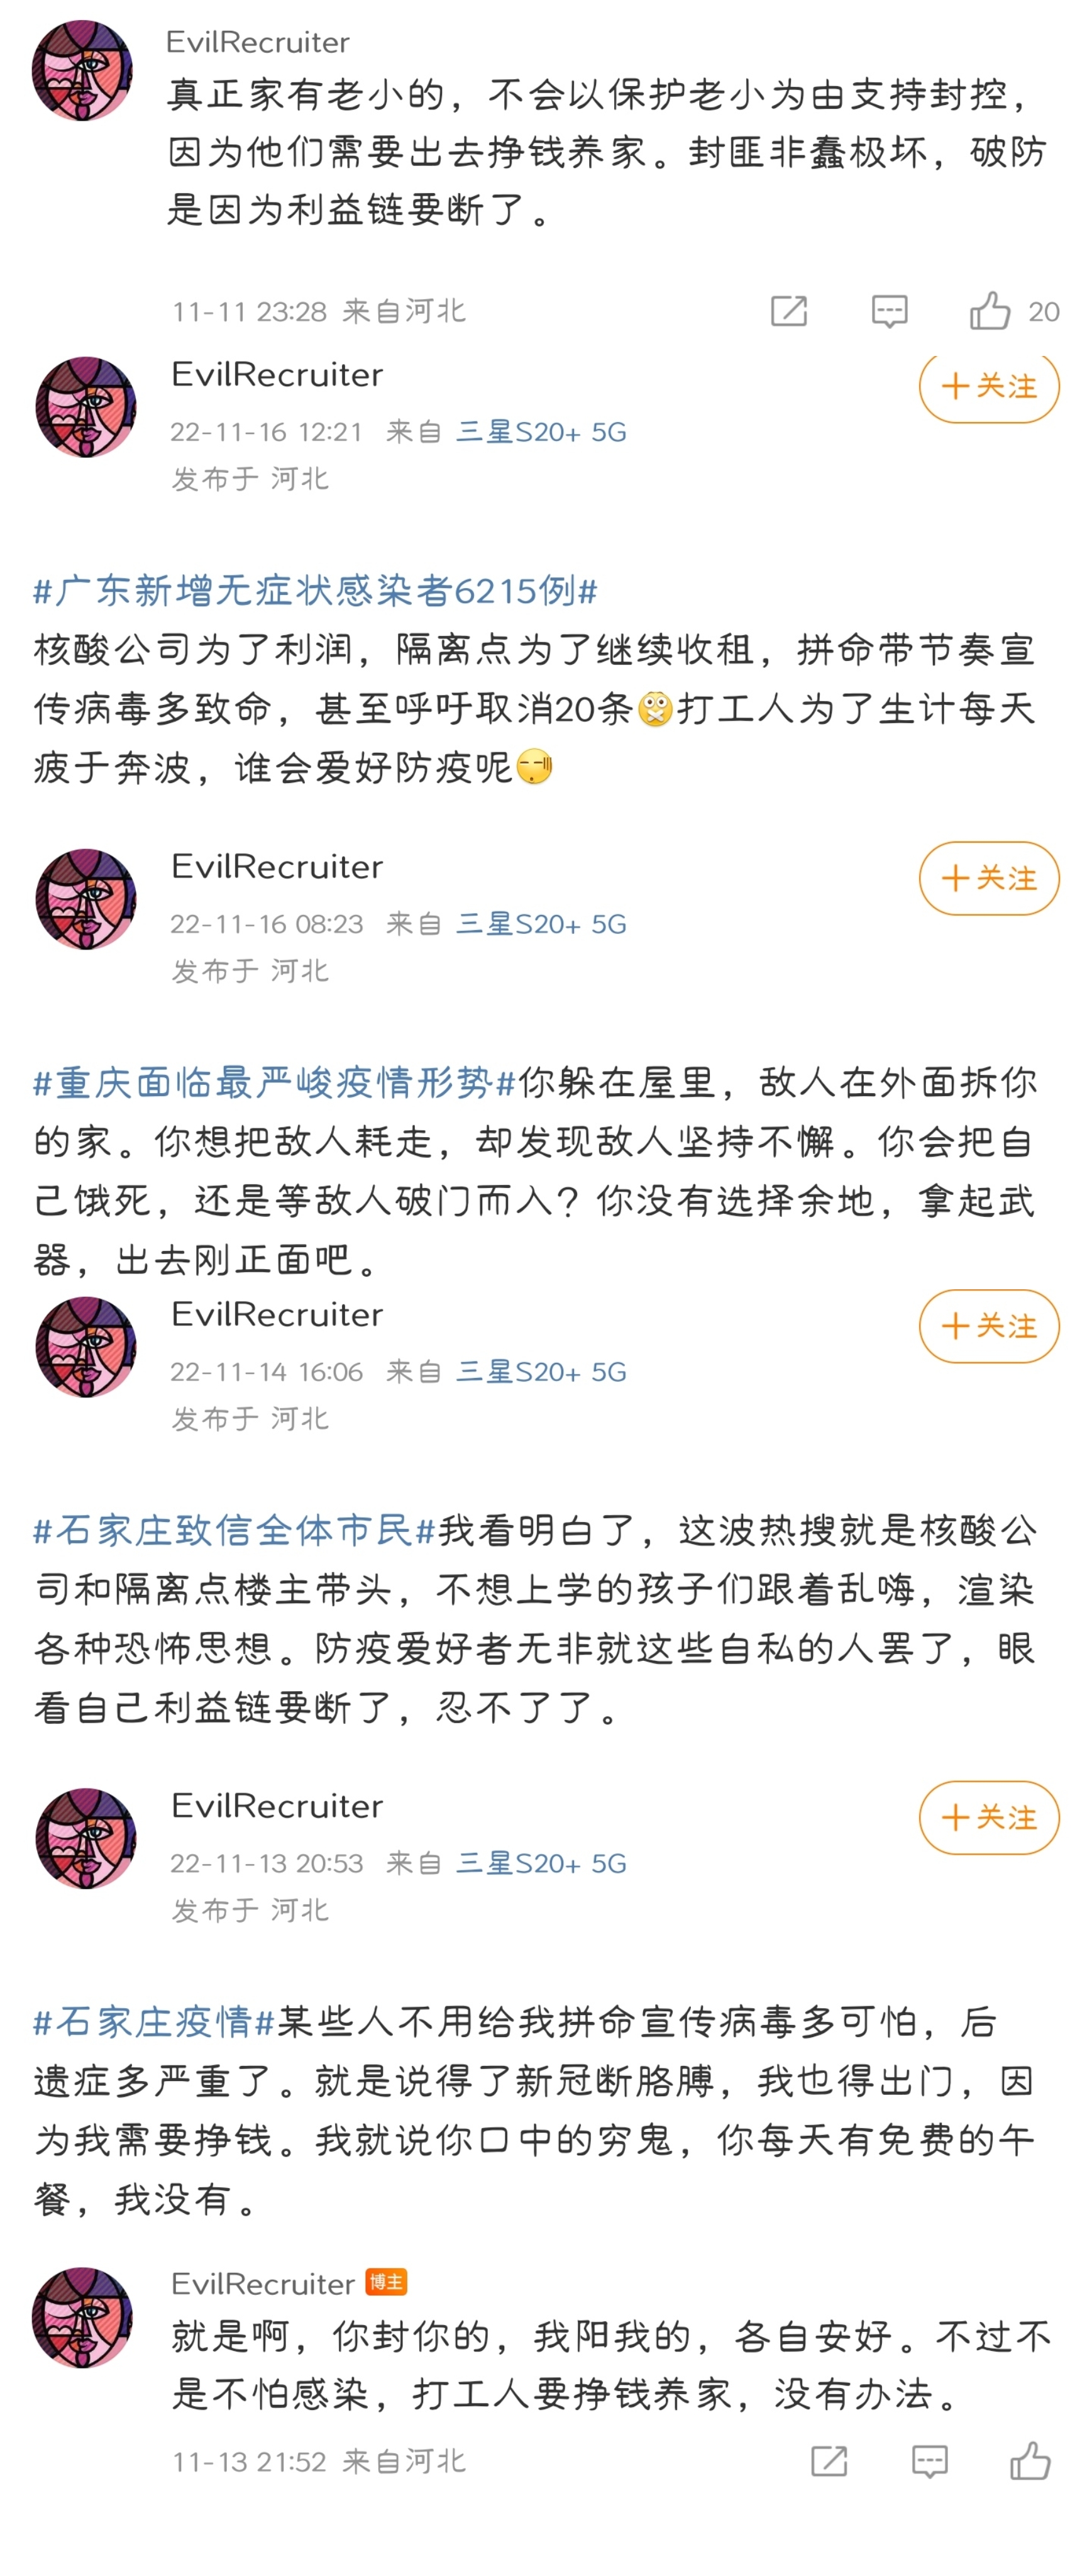 EvilRecruiter
真正家有老小的，不会以保护老小为由支持封控，
因为他们需要出去挣钱养家。封匪非蠢极坏，破防
是因为利益链要断了。
11-11 23:28 来自河北
20
EvilRecruiter
十关注
22-11-16 12:21 来自 三星S20+ 5G
发布于 河北
#广东新增无症状感染者6215例#
核酸公司为了利润，隔离点为了继续收租，拼命带节奏宣
传病毒多致命，甚至呼吁取消20条🤐打工人为了生计每天
疲于奔波，谁会爱好防疫呢
EvilRecruiter
十关注
22-11-16 08:23 来自 三星S20+ 5G
发布于 河北
#重庆面临最严峻疫情形势#你躲在屋里，敌人在外面拆你
的家。你想把敌人耗走，却发现敌人坚持不懈。你会把自
己饿死，还是等敌人破门而入？你没有选择余地，拿起武
器，出去刚正面吧。
EvilRecruiter
十关注
22-11-14 16:06 来自 三星S20+ 5G
发布于 河北
#石家庄致信全体市民#我看明白了，这波热搜就是核酸公
司和隔离点楼主带头，不想上学的孩子们跟着乱嗨，渲染
各种恐怖思想。防疫爱好者无非就这些自私的人罢了，眼
看自己利益链要断了，忍不了了。
EvilRecruiter
十关注
22-11-13 20:53 来自 三星S20+ 5G
发布于 河北
#石家庄疫情#某些人不用给我拼命宣传病毒多可怕，后
遗症多严重了。就是说得了新冠断胳膊，我也得出门，因
为我需要挣钱。我就说你口中的穷鬼，你每天有免费的午
餐，我没有。
EvilRecruiter 博主
就是啊，你封你的，我阳我的，各自安好。不过不
是不怕感染，打工人要挣钱养家，没有办法。
11-13 21:52 来自河北